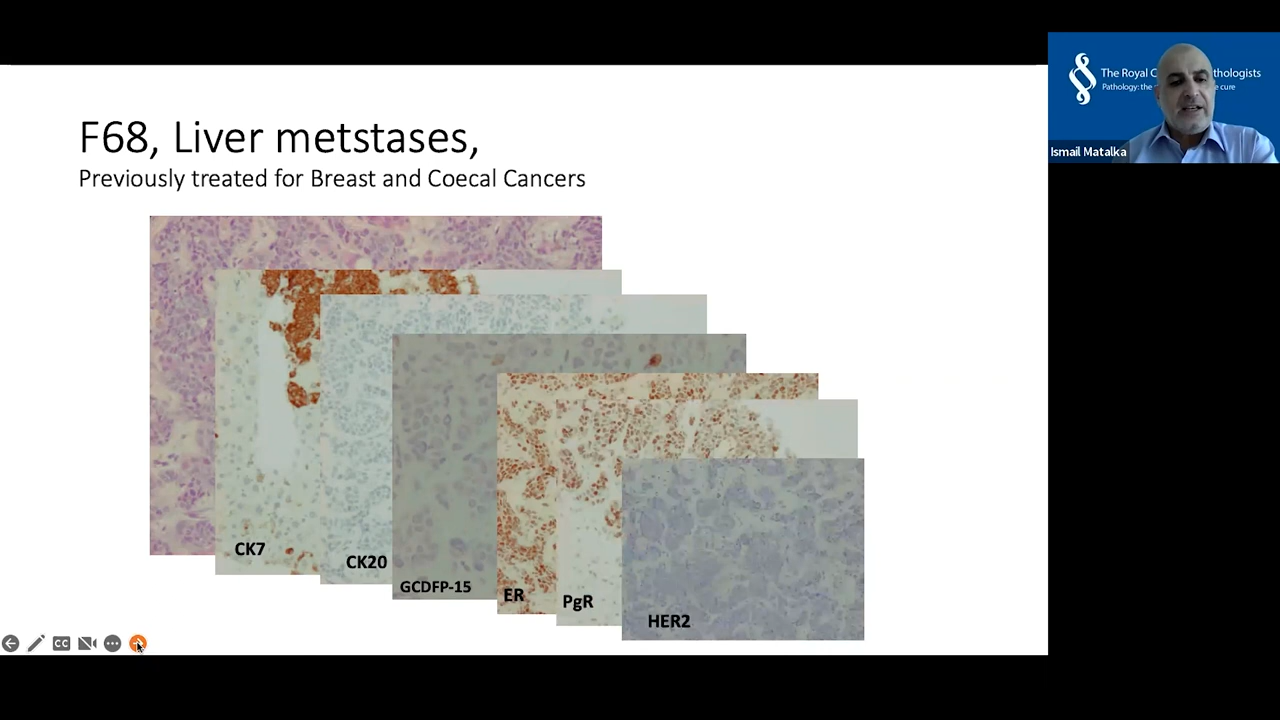 F68, Liver metstases,
Previously treated for Breast and Coecal Cancers
CK7
CK20
GCDFP-15
ER
PgR
HER2
CC
The Royal C thologists
Pathology: the e cure
Ismail Matalka